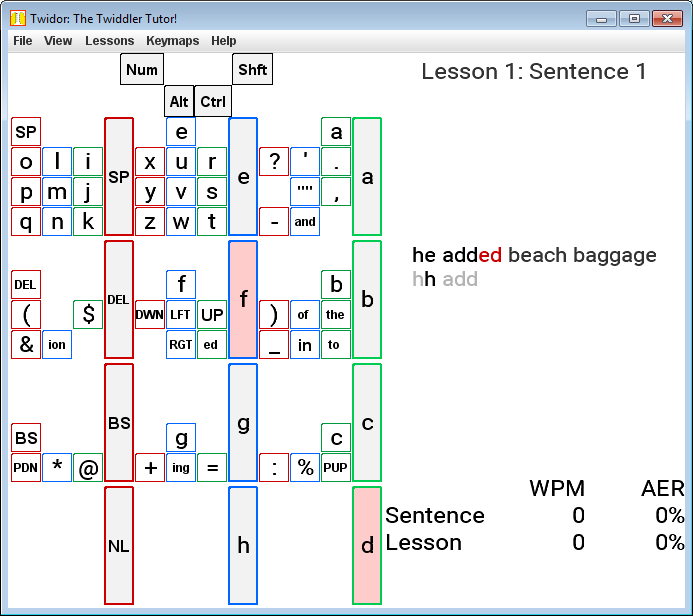 Twidor: The Twiddler Tutor!
File View Lessons Keymaps Help
Num Shft Lesson 1: Sentence 1
Alt Ctrl
SP e a
o l i SP x u r e ? ' . a
p m j y v s "" ,
q n k z w t - and
DEL DEL f f b b
( $ DWN LFT UP ) of the
& ion RGT ed _ in to
he added beach baggage
hh add
BS BS g g c c
PDN * @ + ing = : % PUP
NL h d
WPM AER
Sentence 0 0%
Lesson 0 0%